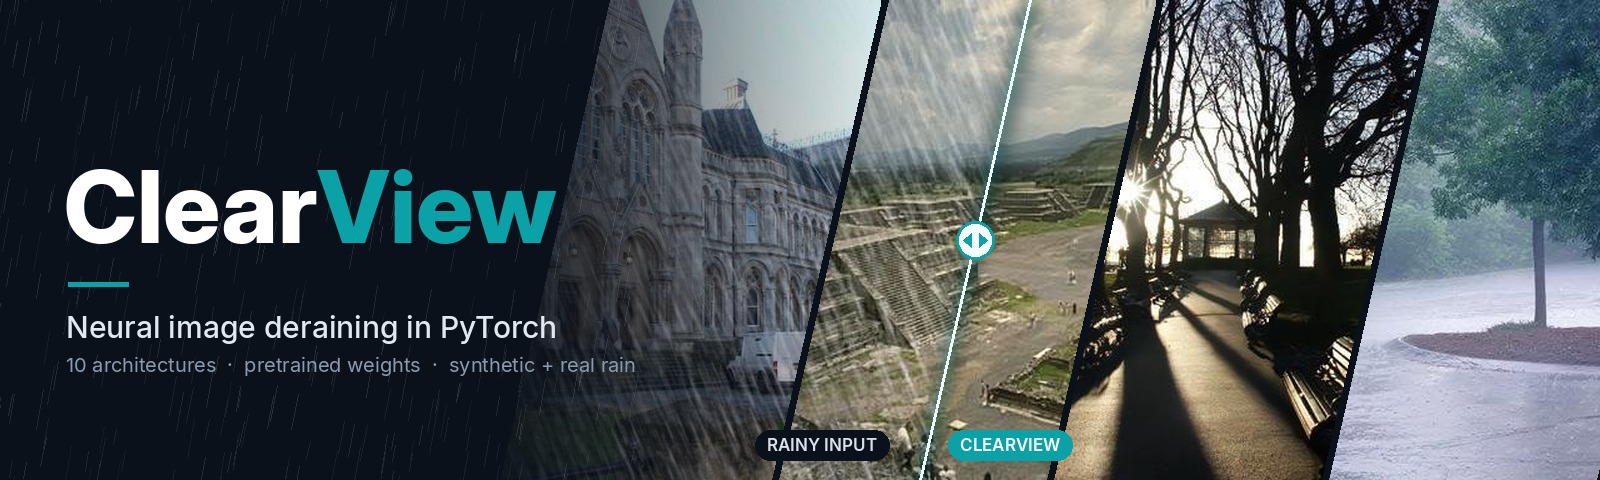 ClearView
Neural image deraining in PyTorch
10 architectures · pretrained weights · synthetic + real rain
RAINY INPUT
CLEARVIEW